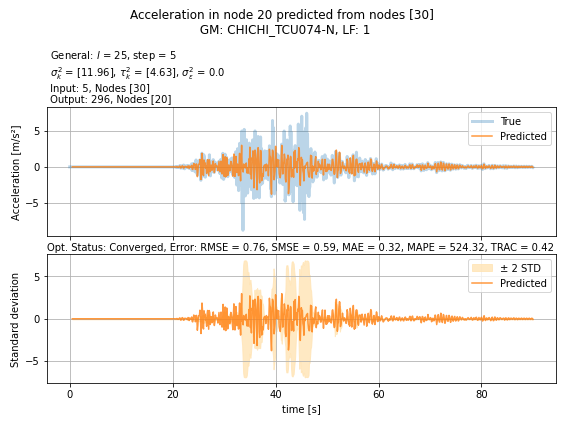 Acceleration in node 20 predicted from nodes [30]
GM: CHICHI_TCU074-N, LF: 1
General: l = 25, step = 5
σ²ₖ = [11.96], τ²ₖ = [4.63], σ²ε = 0.0
Input: 5, Nodes [30]
Output: 296, Nodes [20]
Acceleration [m/s²]
5
0
−5
True
Predicted
Opt. Status: Converged, Error: RMSE = 0.76, SMSE = 0.59, MAE = 0.32, MAPE = 524.32, TRAC = 0.42
Standard deviation
5
0
−5
± 2 STD
Predicted
0 20 40 60 80
time [s]